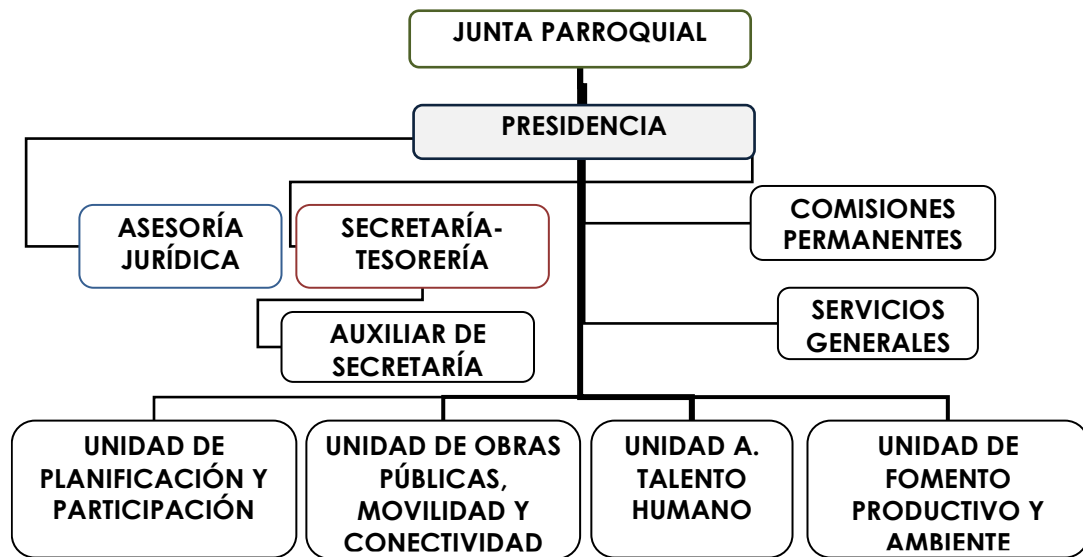 JUNTA PARROQUIAL
PRESIDENCIA
ASESORÍA
JURÍDICA
SECRETARÍA-
TESORERÍA
COMISIONES
PERMANENTES
AUXILIAR DE
SECRETARÍA
SERVICIOS
GENERALES
UNIDAD DE
PLANIFICACIÓN Y
PARTICIPACIÓN
UNIDAD DE OBRAS
PÚBLICAS,
MOVILIDAD Y
CONECTIVIDAD
UNIDAD A.
TALENTO
HUMANO
UNIDAD DE
FOMENTO
PRODUCTIVO Y
AMBIENTE